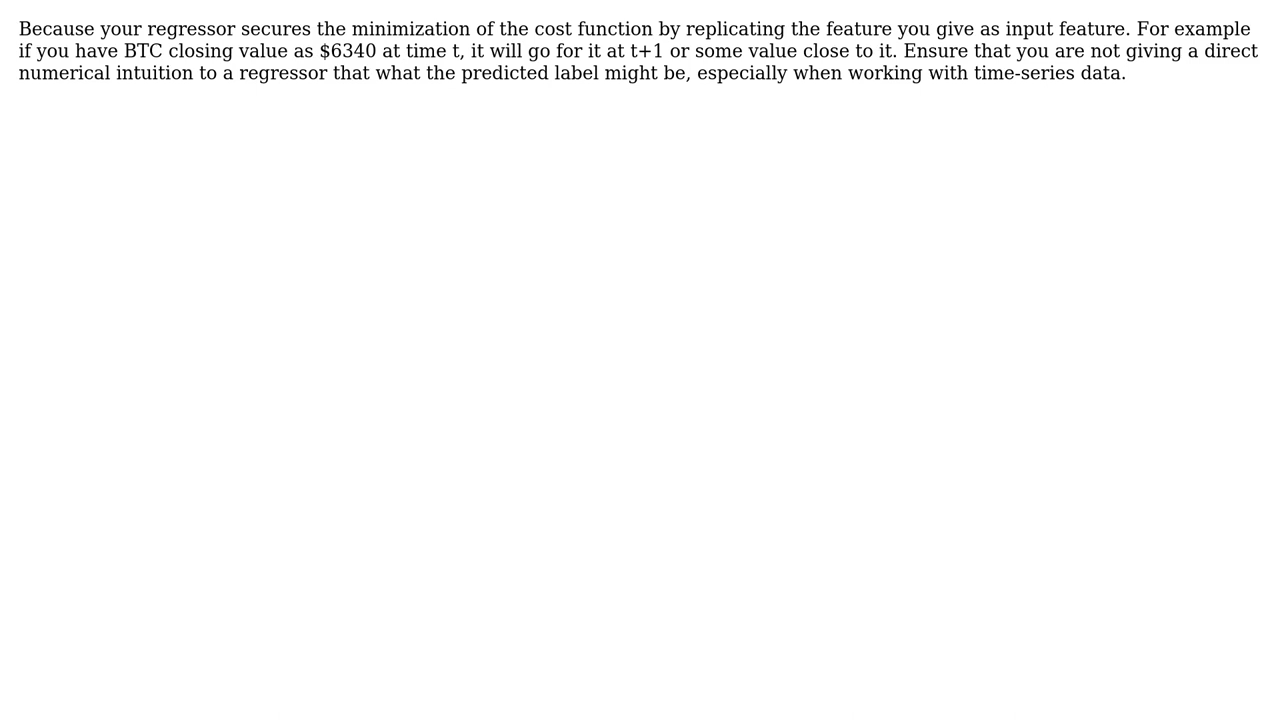 Because your regressor secures the minimization of the cost function by replicating the feature you give as input feature. For example
if you have BTC closing value as $6340 at time t, it will go for it at t+1 or some value close to it. Ensure that you are not giving a direct
numerical intuition to a regressor that what the predicted label might be, especially when working with time-series data.